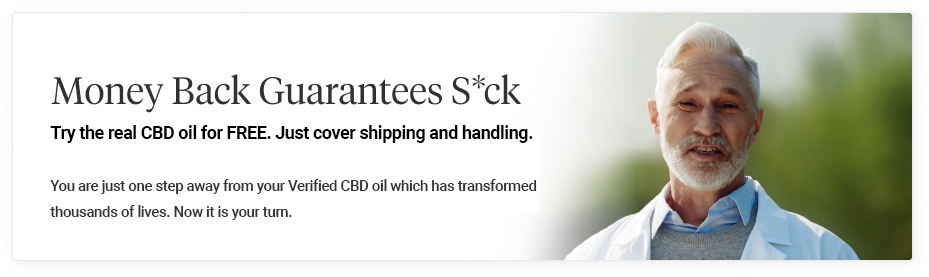 Money Back Guarantees S*ck
Try the real CBD oil for FREE. Just cover shipping and handling.
You are just one step away from your Verified CBD oil which has transformed
thousands of lives. Now it is your turn.